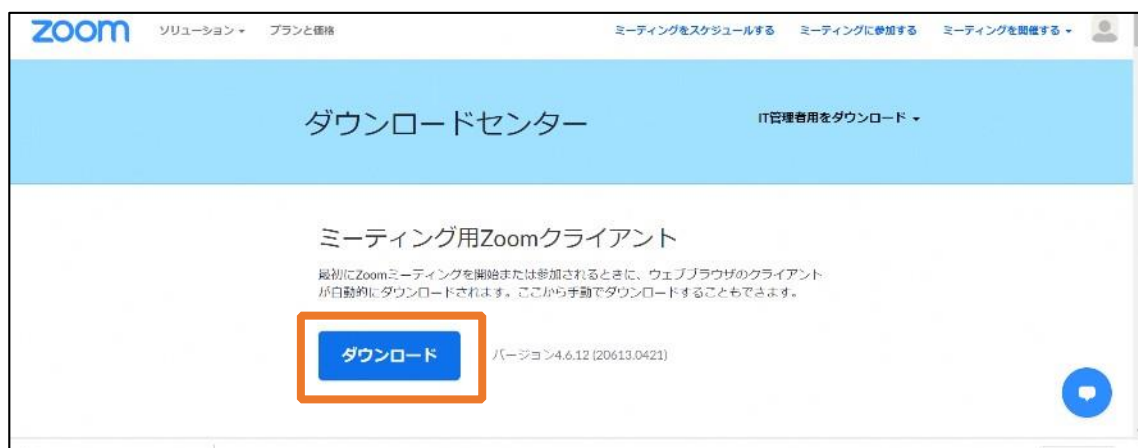 zoom ソリューション プランと価格 ミーティングをスケジュールする ミーティングに参加する ミーティングを開催する
ダウンロードセンター IT管理者用をダウンロード
ミーティング用Zoomクライアント
最初にZoomミーティングを開始または参加されるときに、ウェブブラウザのクライアント
が自動的にダウンロードされます。ここから手動でダウンロードすることもできます。
ダウンロード バージョン4.6.12 (20613.0421)